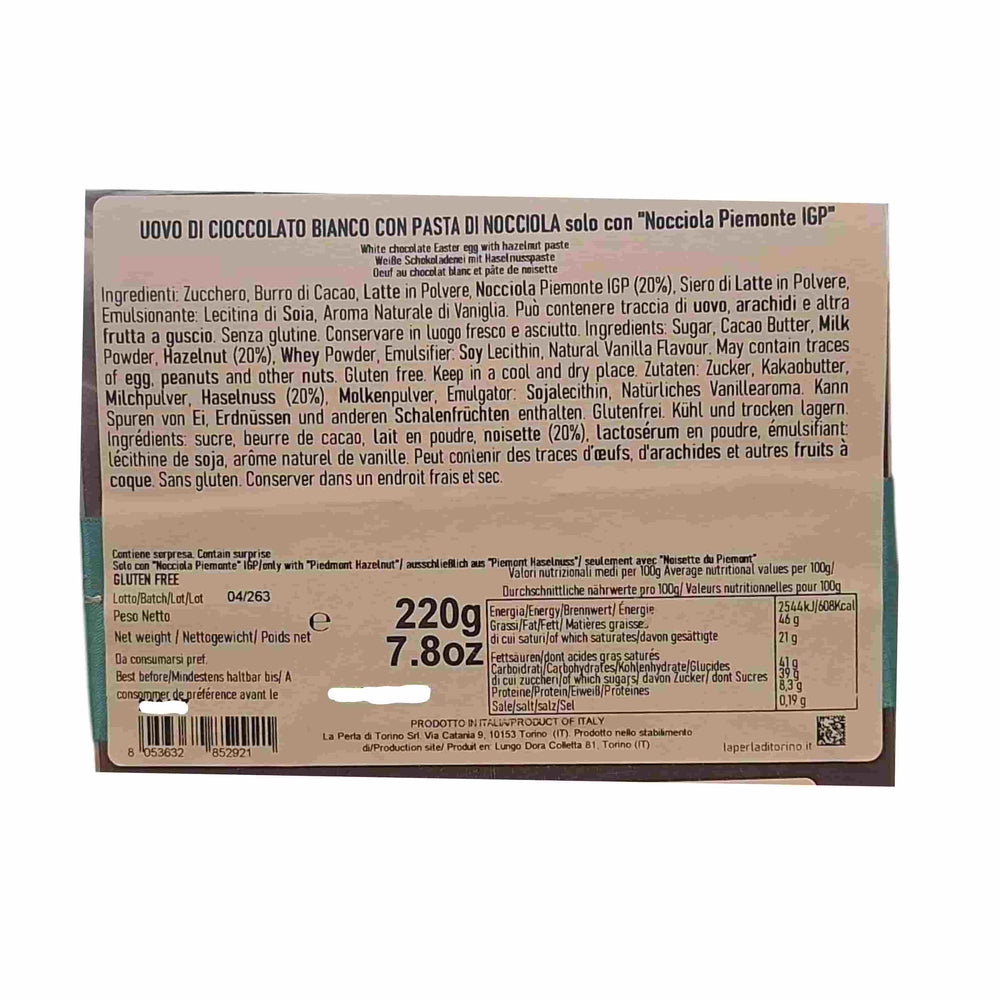 UOVO DI CIOCCOLATO BIANCO CON PASTA DI NOCCIOLA solo con "Nocciola Piemonte IGP"
White chocolate Easter egg with hazelnut paste
Weiße Schokoladenei mit Haselnusspaste
Oeuf au chocolat blanc et pâte de noisette
Ingredienti: Zucchero, Burro di Cacao, Latte in Polvere, Nocciola Piemonte IGP (20%), Siero di Latte in Polvere,
Emulsionante: Lecitina di Soia, Aroma Naturale di Vaniglia. Può contenere traccia di uovo, arachidi e altra
frutta a guscio. Senza glutine. Conservare in luogo fresco e asciutto. Ingredients: Sugar, Cacao Butter, Milk
Powder, Hazelnut (20%), Whey Powder, Emulsifier: Soy Lecithin, Natural Vanilla Flavour. May contain traces
of egg, peanuts and other nuts. Gluten free. Keep in a cool and dry place. Zutaten: Zucker, Kakaobutter,
Milchpulver, Haselnuss (20%), Molkenpulver, Emulgator: Sojalecithin, Natürliches Vanillearoma. Kann
Spuren von Ei, Erdnüssen und anderen Schalenfrüchten enthalten. Glutenfrei. Kühl und trocken lagern.
Ingrédients: sucre, beurre de cacao, lait en poudre, noisette (20%), lactosérum en poudre, émulsifiant:
lécithine de soja, arôme naturel de vanille. Peut contenir des traces d'œufs, d'arachides et autres fruits à
coque. Sans gluten. Conserver dans un endroit frais et sec.
Contiene sorpresa. Contain surprise
Solo con "Nocciola Piemonte" IGP/only with "Piedmont Hazelnut"/ ausschließlich aus "Piemont Haselnuss"/ seulement avec "Noisette du Piemont"
GLUTEN FREE
Lotto/Batch/Lot/Lot 04/263
Peso Netto
Net weight / Nettogewicht/ Poids net
e
220g
7.8oz
Da consumarsi pref.
Best before/Mindestens haltbar bis/ A
consommer de préférence avant le
Valori nutrizionali medi per 100g Average nutritional values per 100g/
Durchschnittliche nährwerte pro 100g/ Valeurs nutritionnelles pour 100g
Energia/Energy/Brennwert/ Énergie 2544kJ/608Kcal
Grassi/Fat/Fett/ Matières graisse 46 g
di cui saturi/of which saturates/davon gesättigte 21 g
Fettsäuren/dont acides gras saturés
Carboidrati/Carbohydrates/Kohlenhydrate/Glucides 41 g
di cui zuccheri/of which sugars/ davon Zucker/ dont Sucres 39 g
Proteine/Protein/Eiweiß/Protéines 8,3 g
Sale/salt/salz/Sel 0,19 g
8 053632 852921
PRODOTTO IN ITALIA/PRODUCT OF ITALY
La Perla di Torino Srl. Via Catania 9, 10153 Torino (IT). Prodotto nello stabilimento
di/Production site/ Produit en: Lungo Dora Colletta 81, Torino (IT)
laperladitorino.it